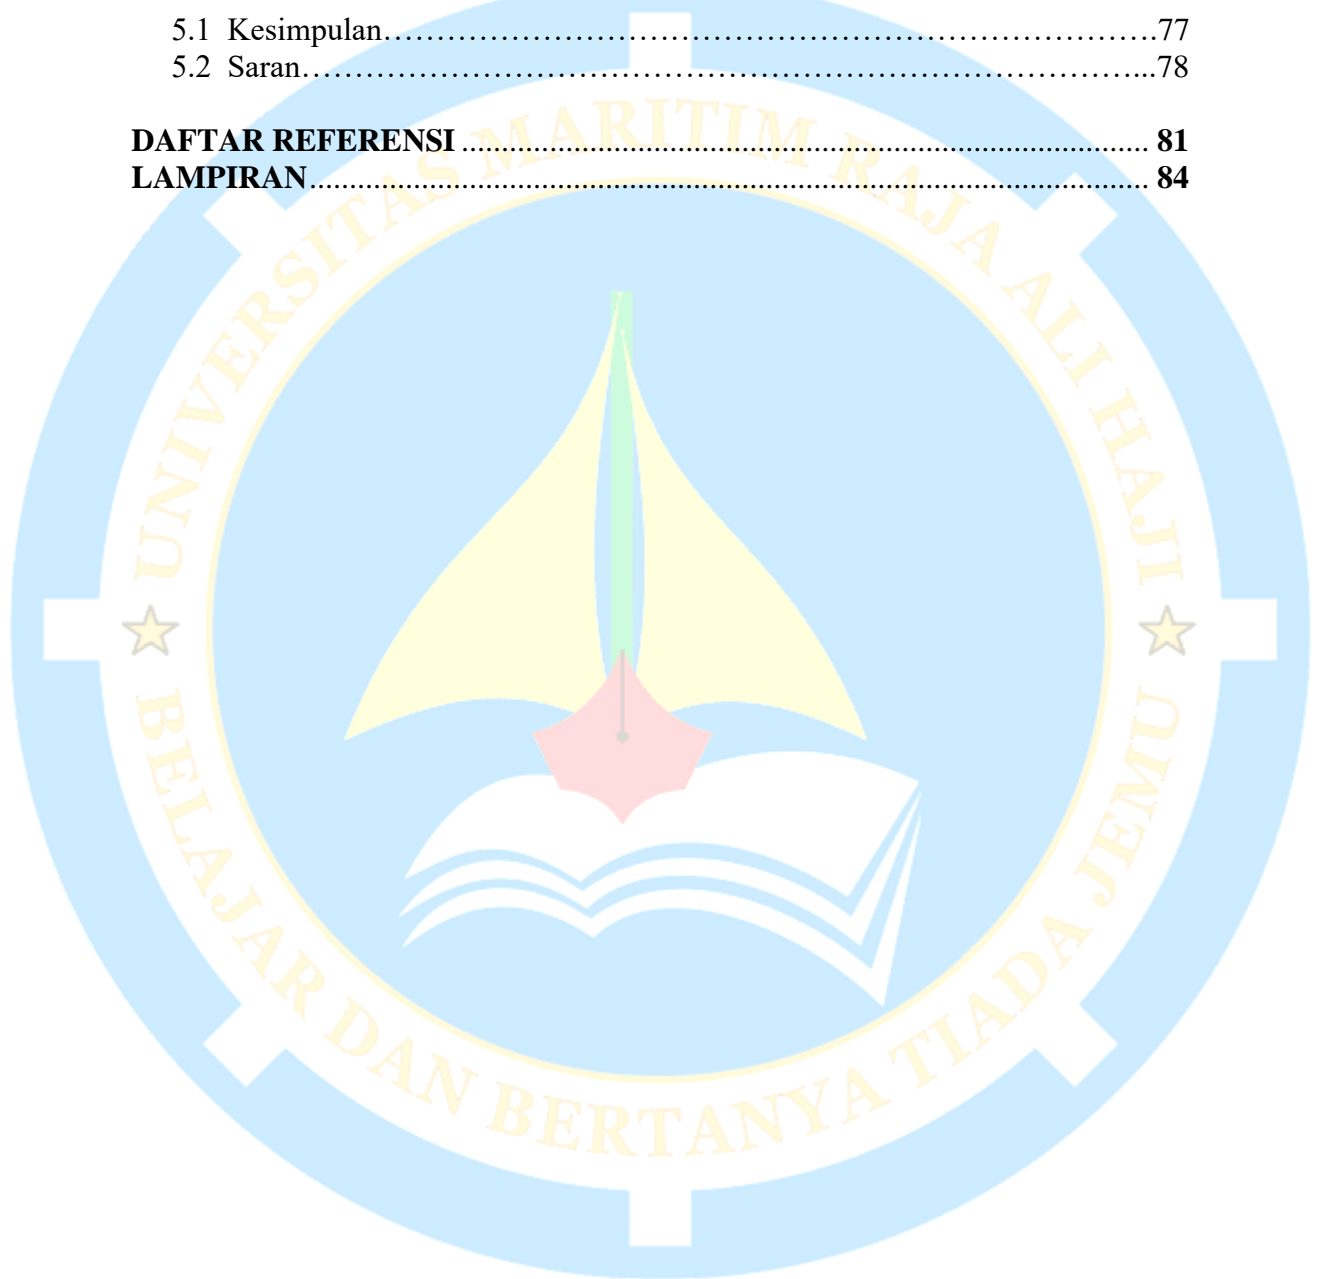 5.1 Kesimpulan……………………………………………………………………….77
5.2 Saran……………………………………………………………………………...78
DAFTAR REFERENSI ........................................................................................... 81
LAMPIRAN............................................................................................................... 84
UNIVERSITAS MARITIM RAJA ALI HAJI
BELAJAR DAN BERTANYA TIADA JEMU